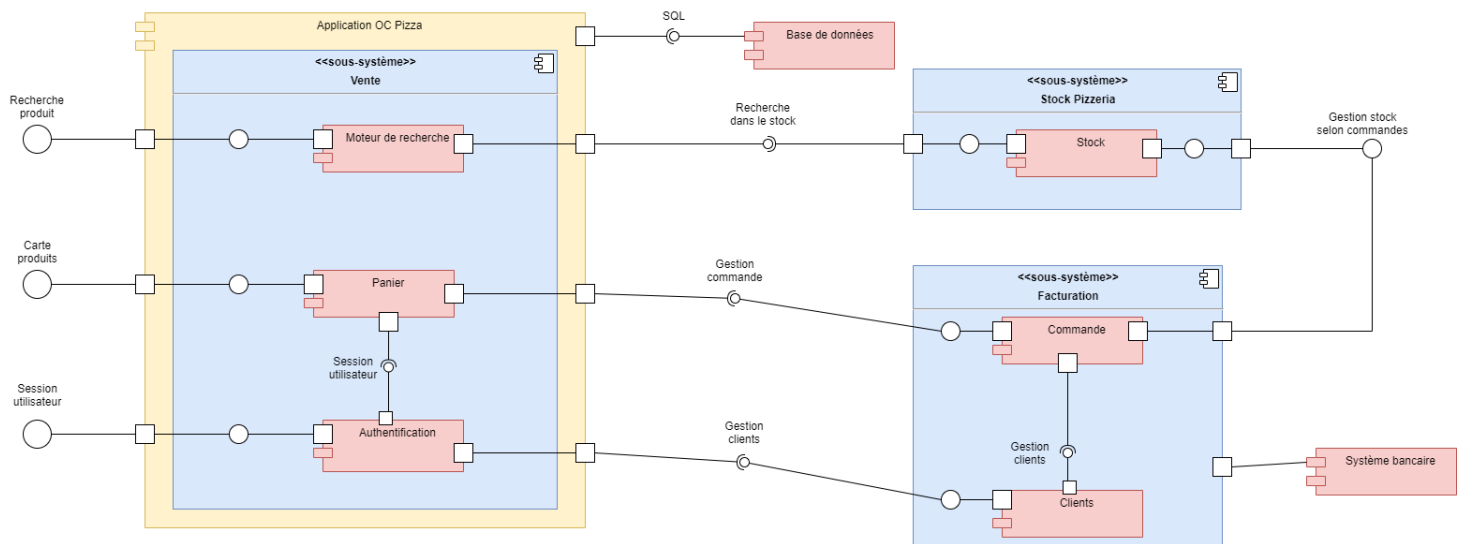 Application OC Pizza
SQL
Base de données
<<sous-système>>
Vente
<<sous-système>>
Stock Pizzeria
Recherche
produit
Moteur de recherche
Recherche
dans le stock
Stock
Gestion stock
selon commandes
Carte
produits
Panier
Gestion
commande
<<sous-système>>
Facturation
Commande
Session
utilisateur
Session
utilisateur
Authentification
Gestion
clients
Gestion
clients
Clients
Système bancaire